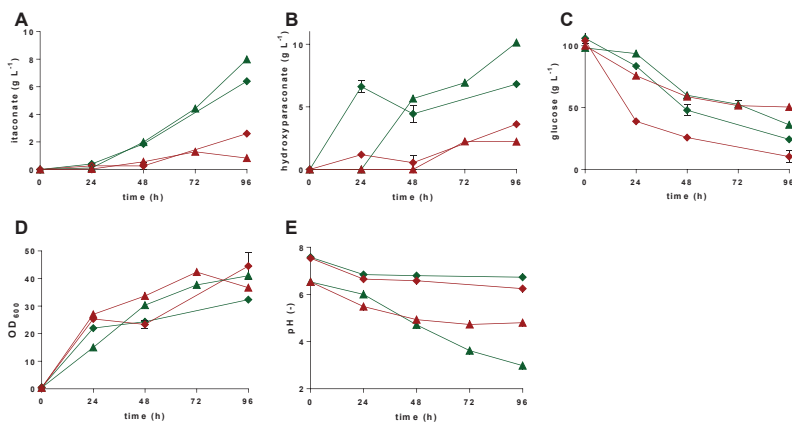 A
itaconate (g L⁻¹)
10
8
6
4
2
0
0 24 48 72 96
time (h)
B
hydroxyparaconate (g L⁻¹)
10
5
0
0 24 48 72 96
time (h)
C
glucose (g L⁻¹)
100
50
0
0 24 48 72 96
time (h)
D
OD₆₀₀
50
40
30
20
10
0
0 24 48 72 96
time (h)
E
pH (-)
8
6
4
2
0 24 48 72 96
time (h)